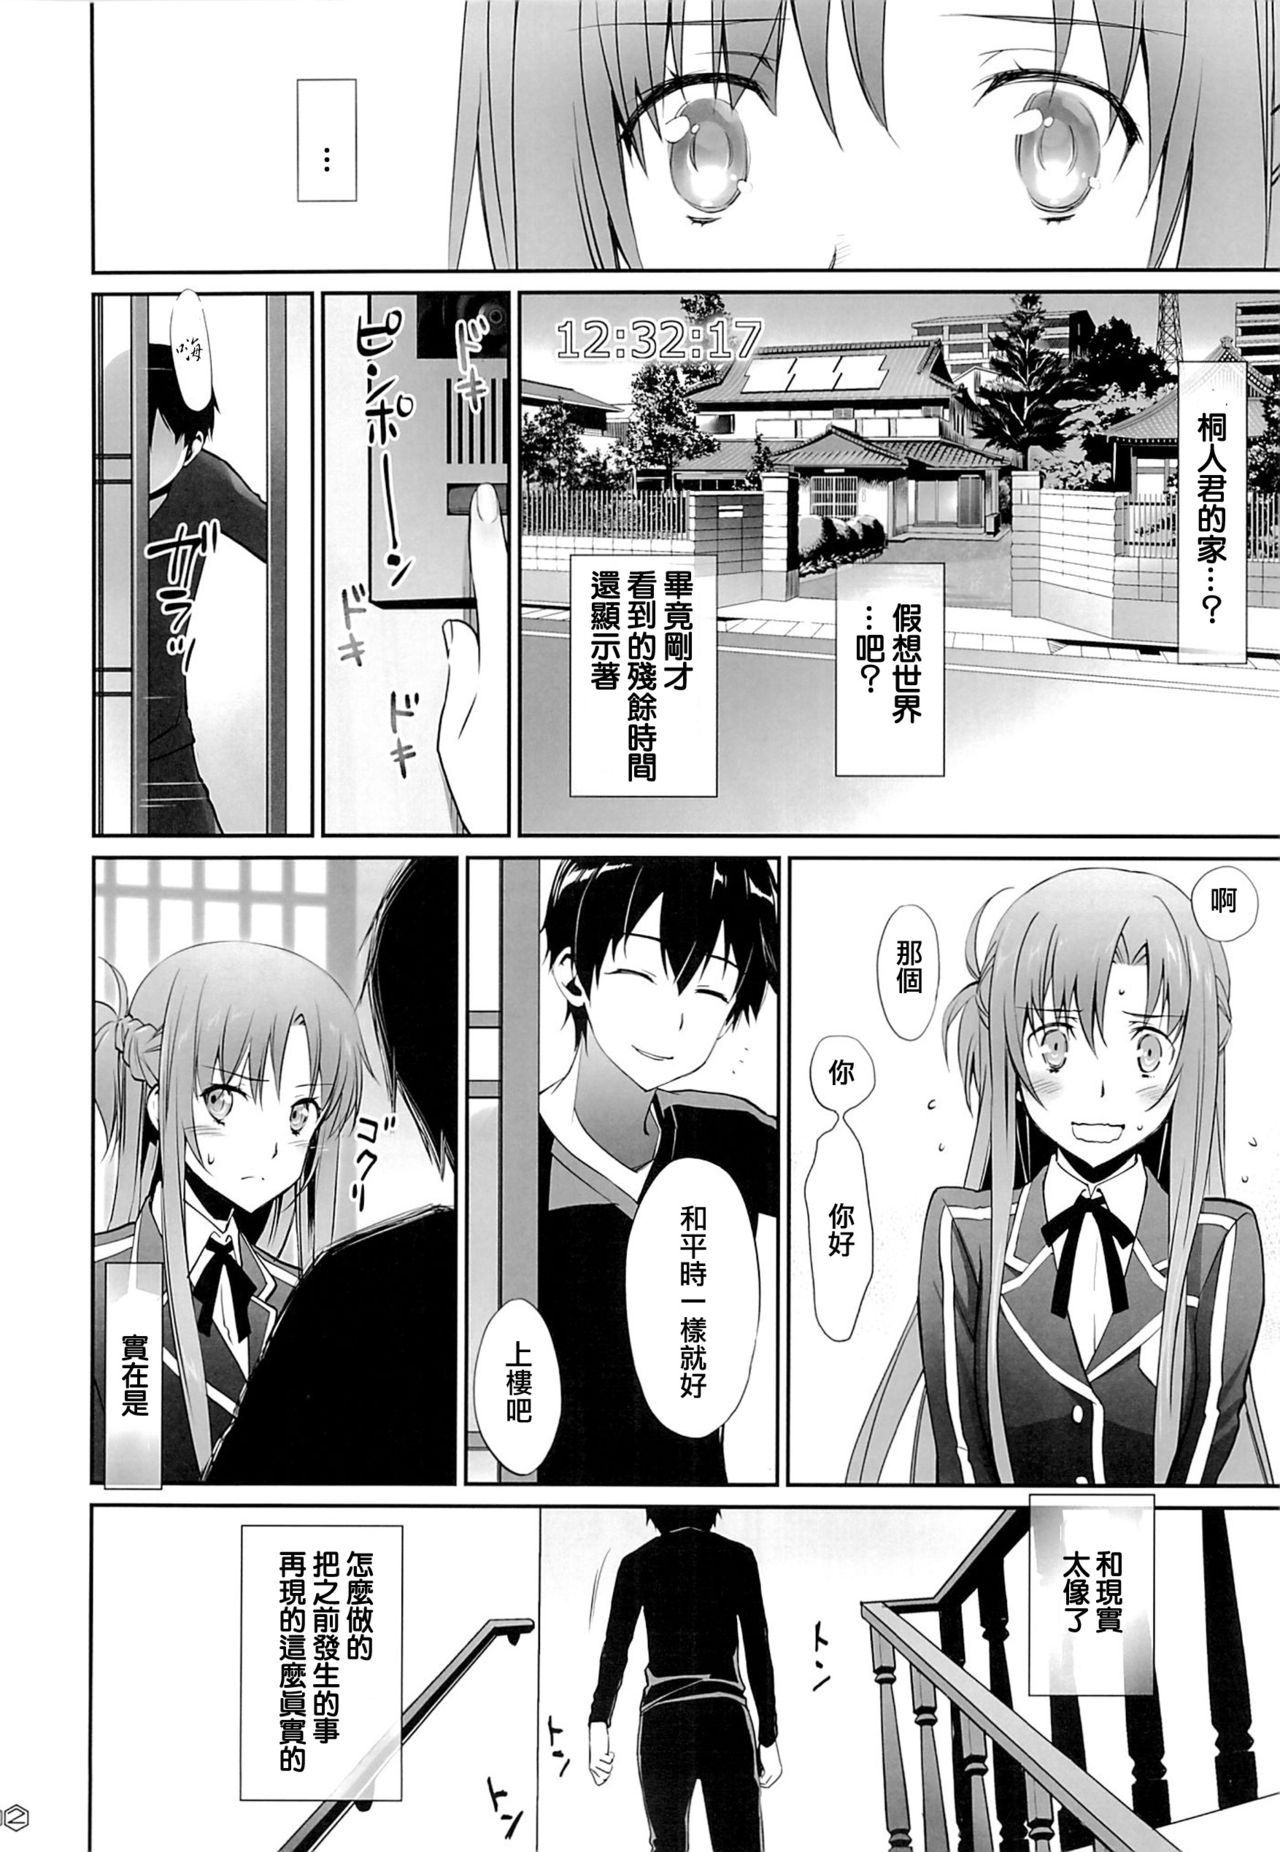 …
桐人君的家…?
假想世界
…吧?
畢竟剛才
看到的殘餘時間
還顯示著
12:32:17
ピンポーン
ドキ
ドキ
嗨
ガラッ
啊
那個
你
你好
和平時一樣就好
上樓吧
ゴクッ
實在是
和現實
太像了
トン
トン
トン
怎麼做的
把之前發生的事
再現的這麼眞實的
02